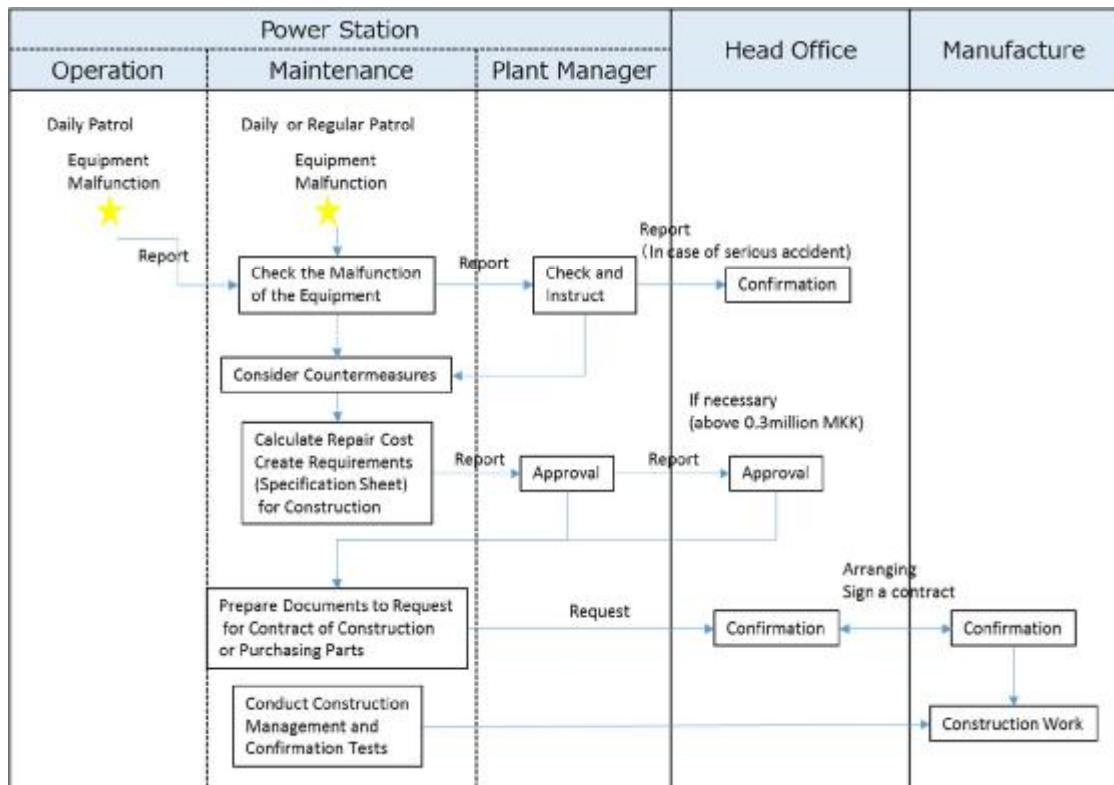 Power Station
Head Office
Manufacture
Operation
Maintenance
Plant Manager
Daily Patrol
Equipment
Malfunction
Report
Daily or Regular Patrol
Equipment
Malfunction
Check the Malfunction
of the Equipment
Report
Check and
Instruct
Report
(In case of serious accident)
Confirmation
Consider Countermeasures
If necessary
(above 0.3million MKK)
Calculate Repair Cost
Create Requirements
(Specification Sheet)
for Construction
Report
Approval
Report
Approval
Prepare Documents to Request
for Contract of Construction
or Purchasing Parts
Request
Confirmation
Arranging
Sign a contract
Confirmation
Conduct Construction
Management and
Confirmation Tests
Construction Work